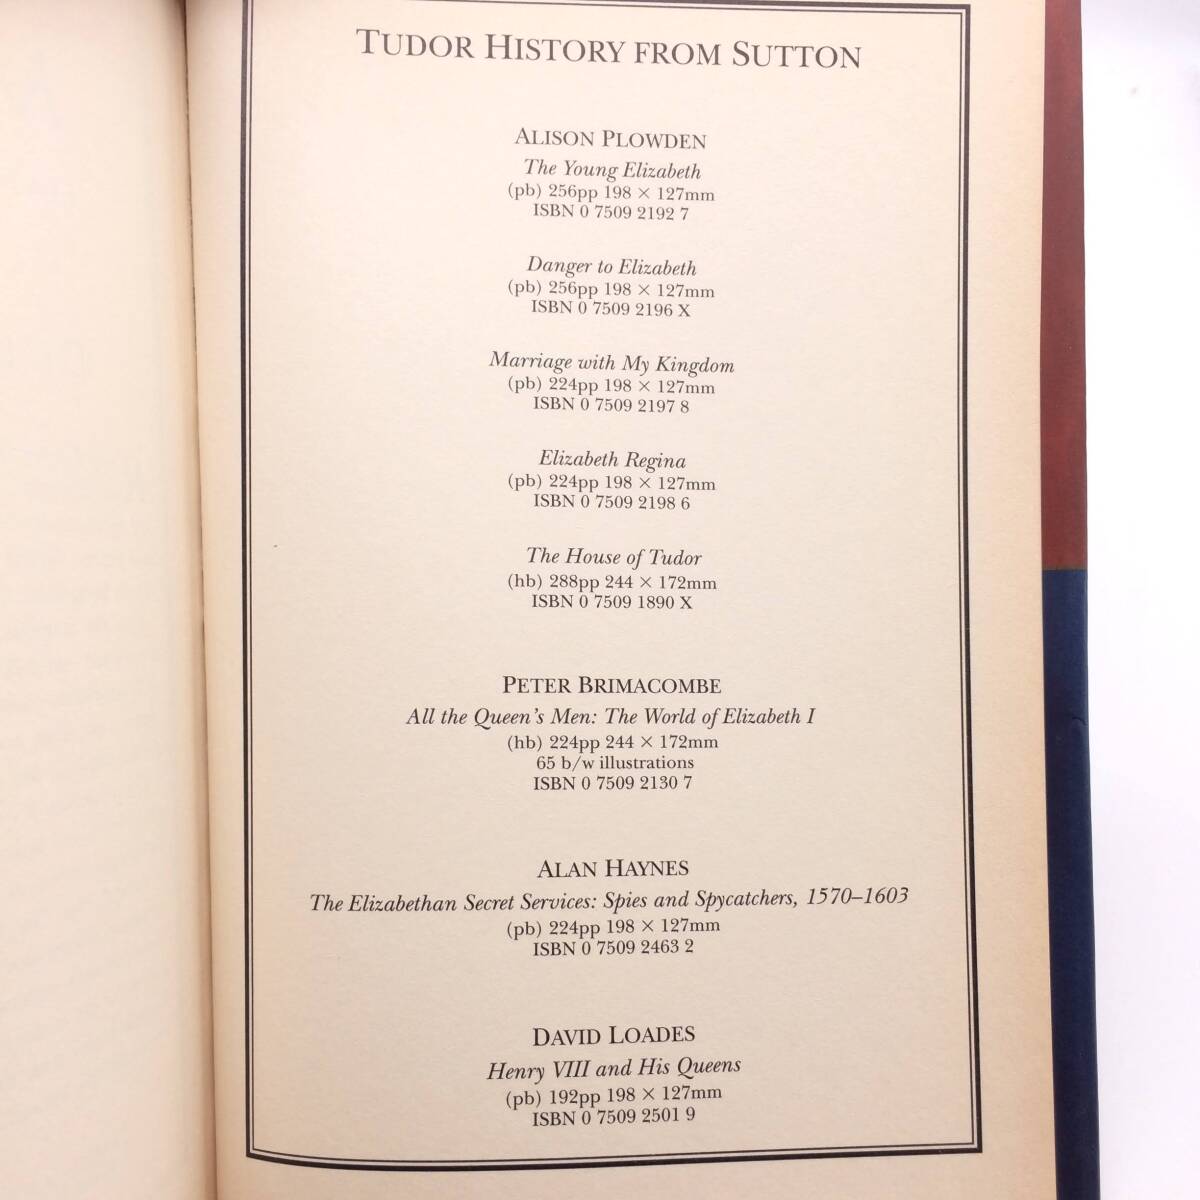 TUDOR HISTORY FROM SUTTON
ALISON PLOWDEN
The Young Elizabeth
(pb) 256pp 198 × 127mm
ISBN 0 7509 2192 7
Danger to Elizabeth
(pb) 256pp 198 × 127mm
ISBN 0 7509 2196 X
Marriage with My Kingdom
(pb) 224pp 198 × 127mm
ISBN 0 7509 2197 8
Elizabeth Regina
(pb) 224pp 198 × 127mm
ISBN 0 7509 2198 6
The House of Tudor
(hb) 288pp 244 × 172mm
ISBN 0 7509 1890 X
PETER BRIMACOMBE
All the Queen's Men: The World of Elizabeth I
(hb) 224pp 244 × 172mm
65 b/w illustrations
ISBN 0 7509 2130 7
ALAN HAYNES
The Elizabethan Secret Services: Spies and Spycatchers, 1570–1603
(pb) 224pp 198 × 127mm
ISBN 0 7509 2463 2
DAVID LOADES
Henry VIII and His Queens
(pb) 192pp 198 × 127mm
ISBN 0 7509 2501 9